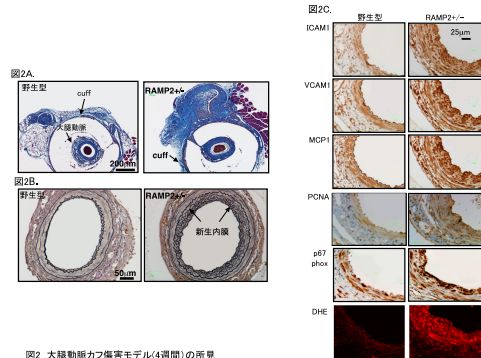 図2A.
野生型
cuff
大腿動脈
200μm
RAMP2+/-
cuff
図2B.
野生型
50μm
RAMP2+/-
新生内膜
図2C.
野生型
RAMP2+/-
ICAM1
25μm
VCAM1
MCP1
PCNA
p67
phox
DHE
図2 大腿動脈カフ傷害モデル(4週間)の所見